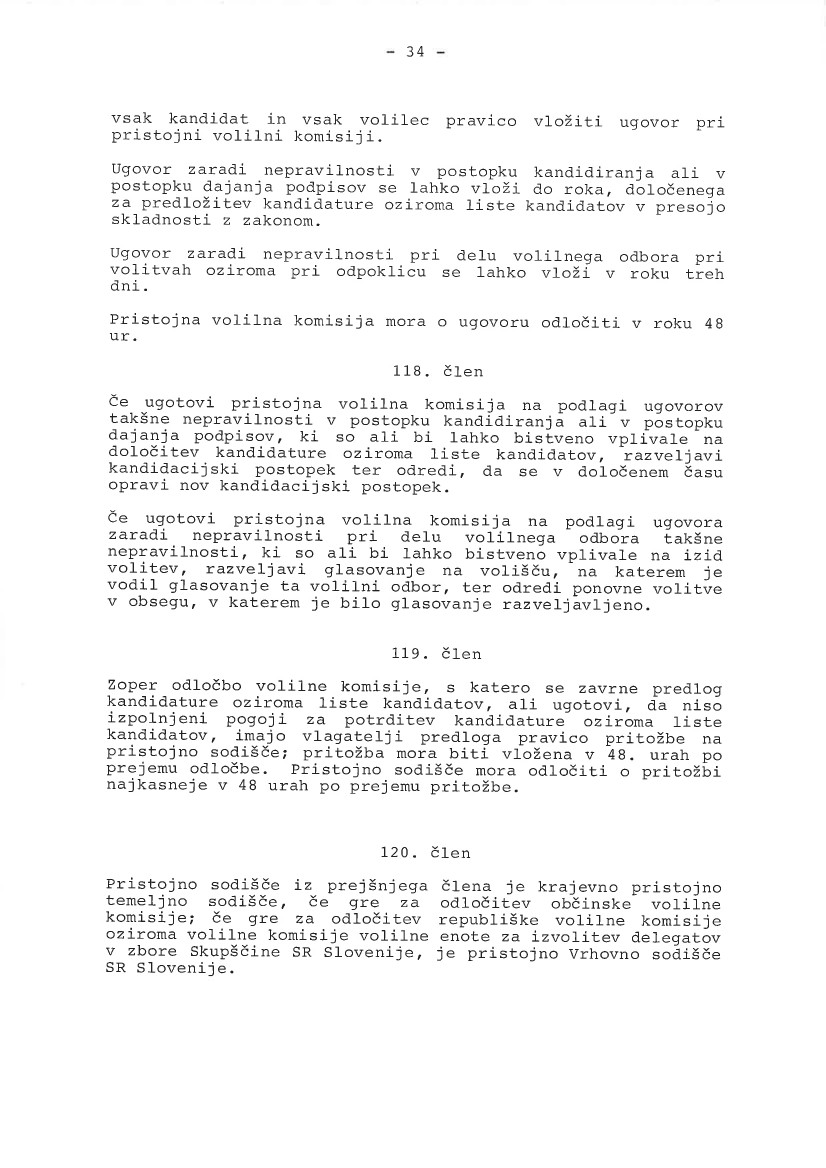 - 34 -
vsak kandidat in vsak volilec pravico vložiti ugovor pri
pristojni volilni komisiji.
Ugovor zaradi nepravilnosti v postopku kandidiranja ali v
postopku dajanja podpisov se lahko vloži do roka, določenega
za predložitev kandidature oziroma liste kandidatov v presojo
skladnosti z zakonom.
Ugovor zaradi nepravilnosti pri delu volilnega odbora pri
volitvah oziroma pri odpoklicu se lahko vloži v roku treh
dni.
Pristojna volilna komisija mora o ugovoru odločiti v roku 48
ur.
118. člen
Če ugotovi pristojna volilna komisija na podlagi ugovorov
takšne nepravilnosti v postopku kandidiranja ali v postopku
dajanja podpisov, ki so ali bi lahko bistveno vplivale na
določitev kandidature oziroma liste kandidatov, razveljavi
kandidacijski postopek ter odredi, da se v določenem času
opravi nov kandidacijski postopek.
Če ugotovi pristojna volilna komisija na podlagi ugovora
zaradi nepravilnosti pri delu volilnega odbora takšne
nepravilnosti, ki so ali bi lahko bistveno vplivale na izid
volitev, razveljavi glasovanje na volišču, na katerem je
vodil glasovanje ta volilni odbor, ter odredi ponovne volitve
v obsegu, v katerem je bilo glasovanje razveljavljeno.
119. člen
Zoper odločbo volilne komisije, s katero se zavrne predlog
kandidature oziroma liste kandidatov, ali ugotovi, da niso
izpolnjeni pogoji za potrditev kandidature oziroma liste
kandidatov, imajo vlagatelji predloga pravico pritožbe na
pristojno sodišče; pritožba mora biti vložena v 48. urah po
prejemu odločbe. Pristojno sodišče mora odločiti o pritožbi
najkasneje v 48 urah po prejemu pritožbe.
120. člen
Pristojno sodišče iz prejšnjega člena je krajevno pristojno
temeljno sodišče, če gre za odločitev občinske volilne
komisije; če gre za odločitev republiške volilne komisije
oziroma volilne komisije volilne enote za izvolitev delegatov
v zbore Skupščine SR Slovenije, je pristojno Vrhovno sodišče
SR Slovenije.